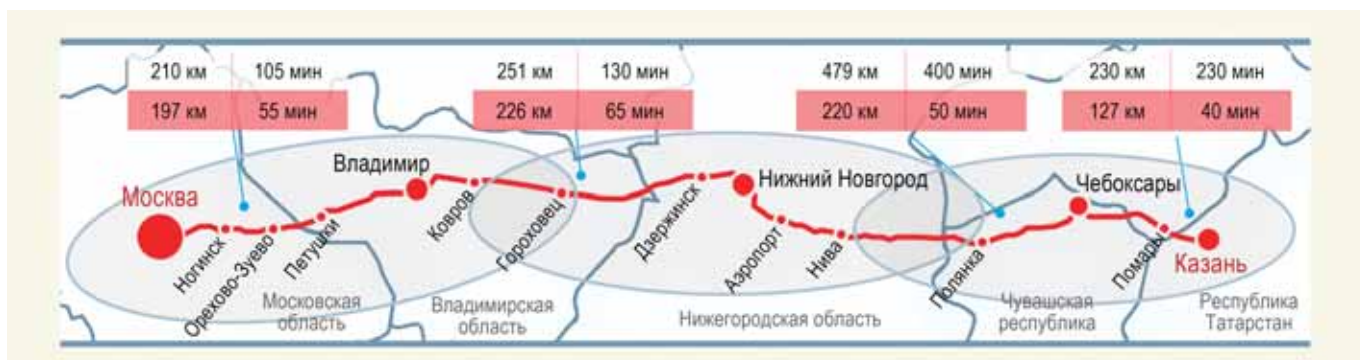 210 км 105 мин
197 км 55 мин
251 км 130 мин
226 км 65 мин
479 км 400 мин
220 км 50 мин
230 км 230 мин
127 км 40 мин
Москва
Ногинск
Орехово-Зуево
Петушки
Владимир
Ковров
Гороховец
Дзержинск
Нижний Новгород
Аэропорт
Нива
Полянка
Чебоксары
Помары
Казань
Московская
область
Владимирская
область
Нижегородская область
Чувашская
республика
Республика
Татарстан